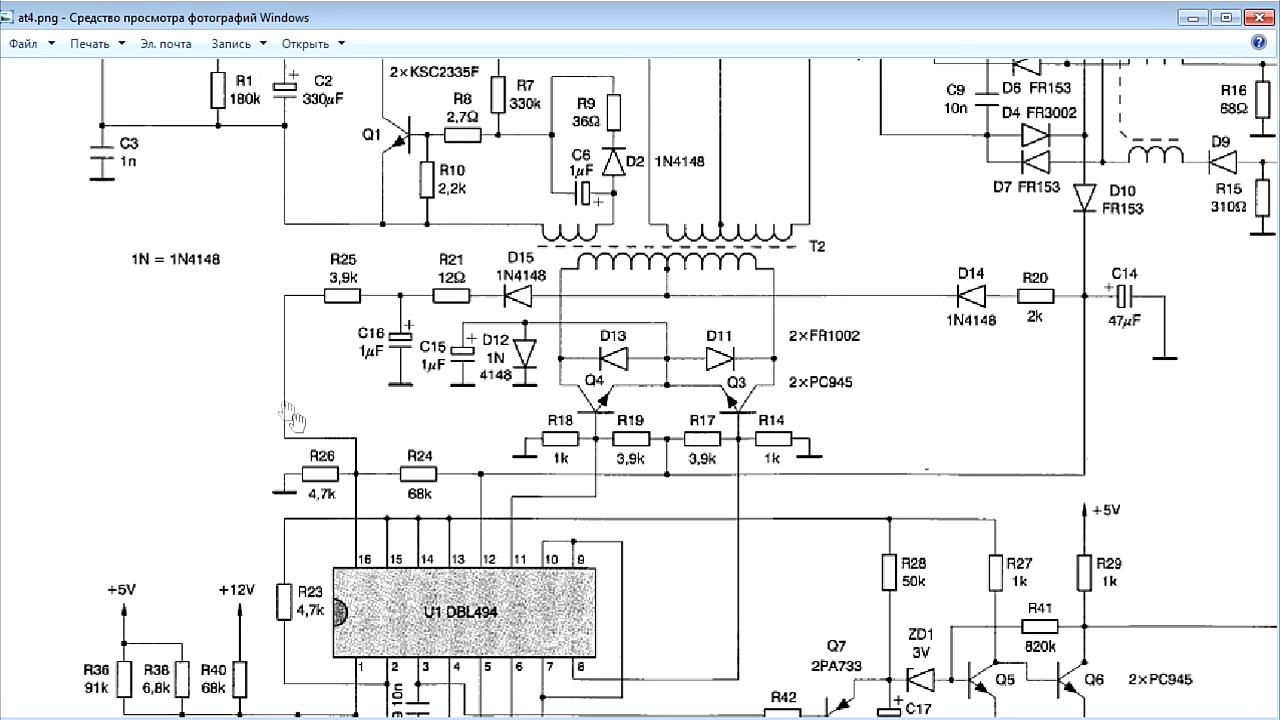 at4.png - Средство просмотра фотографий Windows
Файл Печать Эл. почта Запись Открыть
R1
180k
C2
330µF
+
2×KSC2335F
R8
2,7Ω
R7
330k
R9
36Ω
C9
10n
D6 FR153
D4 FR3002
R16
68Ω
C3
1n
Q1
R10
2,2k
C6
1µF
+
D2 1N4148
D9
D7 FR153
D10
FR153
R15
310Ω
T2
1N = 1N4148
R25
3,9k
R21
12Ω
D15
1N4148
D14
1N4148
R20
2k
C14
47µF
+
C16
1µF
+
C15
1µF
+
D12
1N
4148
D13
D11
2×FR1002
Q4
Q3
2×PC945
R18
1k
R19
3,9k
R17
3,9k
R14
1k
R26
4,7k
R24
68k
+5V
16 15 14 13 12 11 10 9
R28
50k
R27
1k
R29
1k
+5V
+12V
R23
4,7k
U1 DBL494
R41
820k
ZD1
3V
Q7
2PA733
1 2 3 4 5 6 7 8
R36
91k
R38
6,8k
R40
68k
10n
R42
+
C17
Q5
Q6
2×PC945